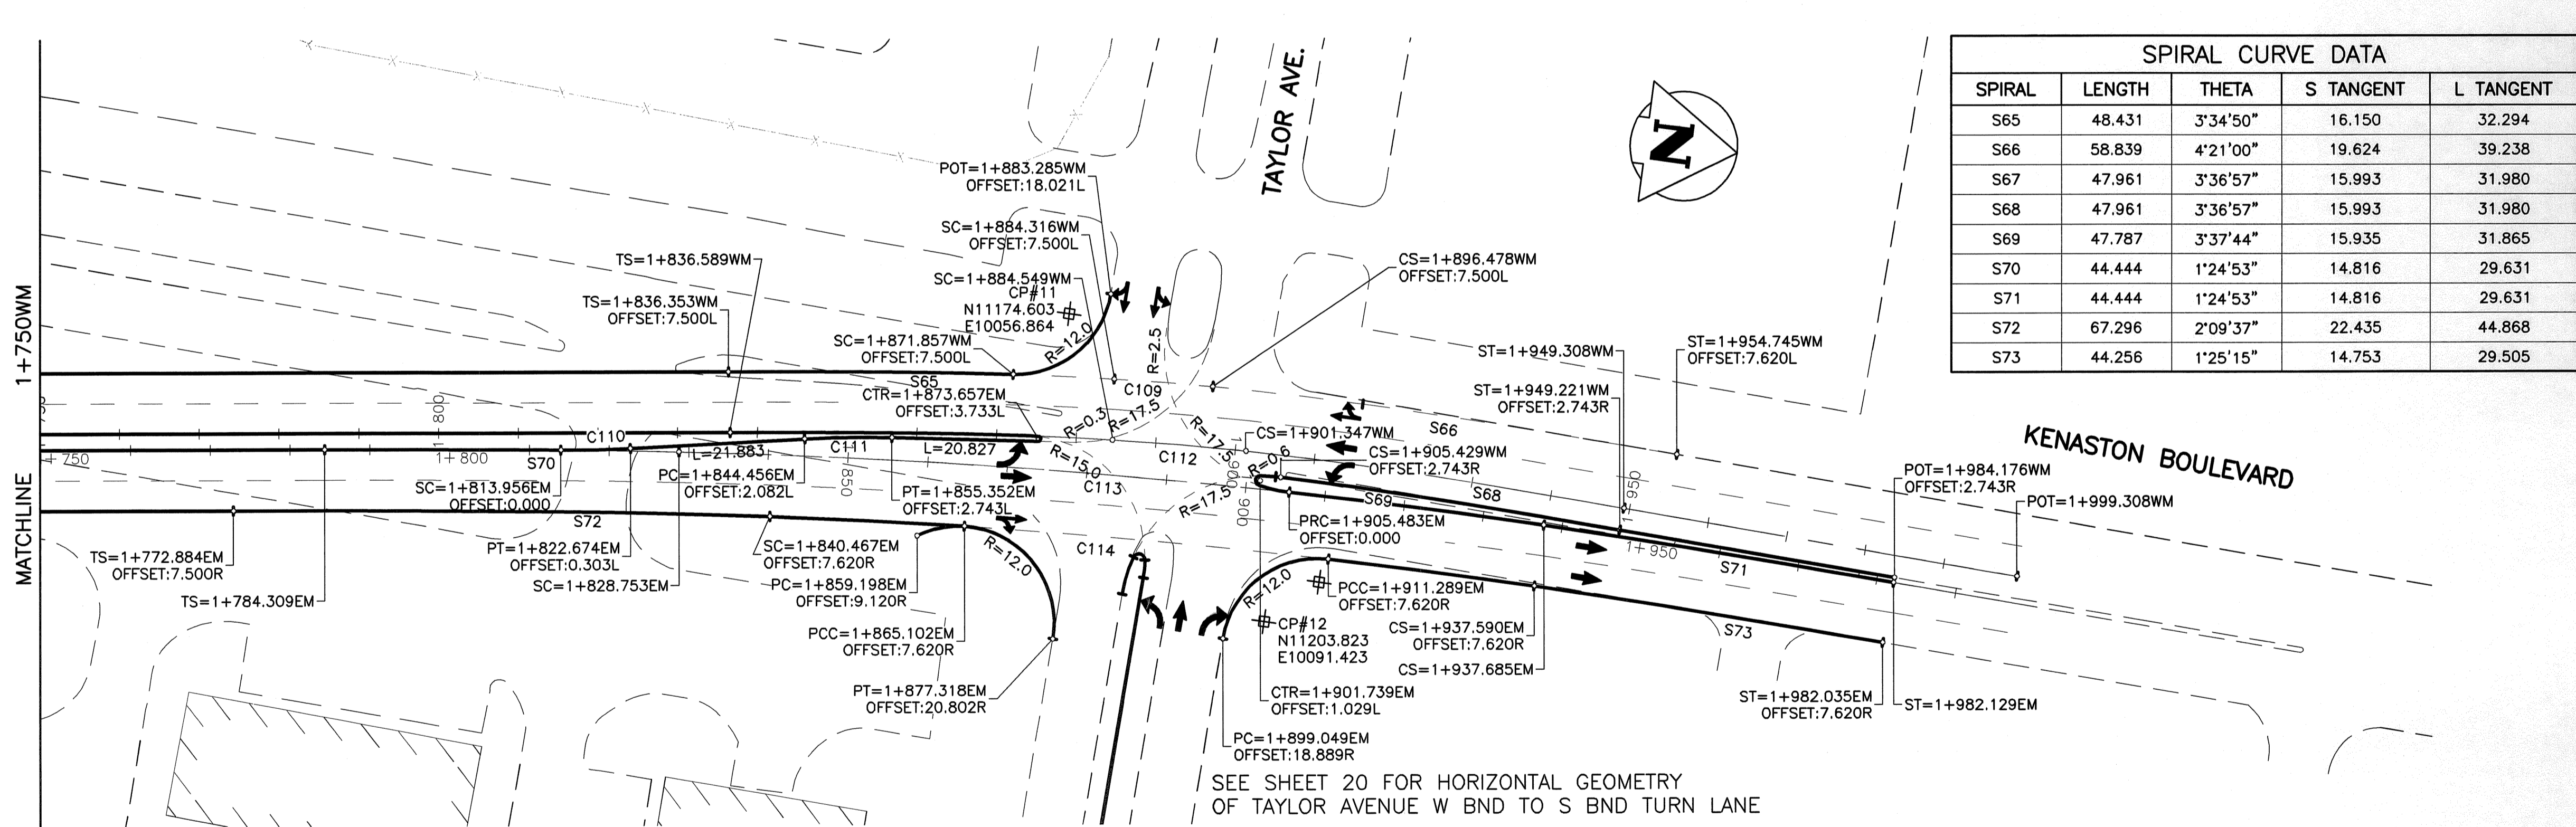 SPIRAL CURVE DATA
SPIRAL LENGTH THETA S TANGENT L TANGENT
S65 48.431 3°34'50" 16.150 32.294
S66 58.839 4°21'00" 19.624 39.238
S67 47.961 3°36'57" 15.993 31.980
S68 47.961 3°36'57" 15.993 31.980
S69 47.787 3°37'44" 15.935 31.865
S70 44.444 1°24'53" 14.816 29.631
S71 44.444 1°24'53" 14.816 29.631
S72 67.296 2°09'37" 22.435 44.868
S73 44.256 1°25'15" 14.753 29.505
TAYLOR AVE.
N
POT=1+883.285WM
OFFSET:18.021L
SC=1+884.316WM
OFFSET:7.500L
TS=1+836.589WM
SC=1+884.549WM
CP#11
N11174.603
E10056.864
TS=1+836.353WM
OFFSET:7.500L
CS=1+896.478WM
OFFSET:7.500L
SC=1+871.857WM
OFFSET:7.500L
R=12.0
R=2.5
ST=1+949.308WM
ST=1+954.745WM
OFFSET:7.620L
1+750WM
S65
C109
CTR=1+873.657EM
OFFSET:3.733L
ST=1+949.221WM
OFFSET:2.743R
800
R=0.3
R=17.5
R=17.5
S66
KENASTON BOULEVARD
C110
C111
L=21.883
L=20.827
R=15.0
C112
CS=1+901.347WM
CS=1+905.429WM
OFFSET:2.743R
R=0.6
900
+750
1+800
S70
850
C113
PC=1+844.456EM
OFFSET:2.082L
SC=1+813.956EM
OFFSET:0.000
PT=1+855.352EM
OFFSET:2.743L
S69
S68
950
POT=1+984.176WM
OFFSET:2.743R
POT=1+999.308WM
MATCHLINE
S72
R=17.5
900
PRC=1+905.483EM
OFFSET:0.000
TS=1+772.884EM
OFFSET:7.500R
PT=1+822.674EM
OFFSET:0.303L
SC=1+840.467EM
OFFSET:7.620R
R=12.0
C114
1+950
S71
SC=1+828.753EM
PC=1+859.198EM
OFFSET:9.120R
TS=1+784.309EM
R=12.0
PCC=1+911.289EM
OFFSET:7.620R
PCC=1+865.102EM
OFFSET:7.620R
CP#12
N11203.823
E10091.423
CS=1+937.590EM
OFFSET:7.620R
S73
CS=1+937.685EM
PT=1+877.318EM
OFFSET:20.802R
CTR=1+901.739EM
OFFSET:1.029L
ST=1+982.035EM
OFFSET:7.620R
ST=1+982.129EM
PC=1+899.049EM
OFFSET:18.889R
SEE SHEET 20 FOR HORIZONTAL GEOMETRY
OF TAYLOR AVENUE W BND TO S BND TURN LANE